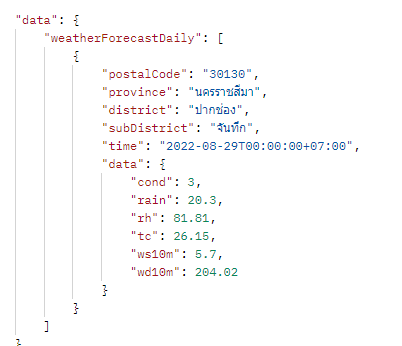 "data": {
"weatherForecastDaily": [
{
"postalCode": "30130",
"province": "นครราชสีมา",
"district": "ปากช่อง",
"subDistrict": "จันทึก",
"time": "2022-08-29T00:00:00+07:00",
"data": {
"cond": 3,
"rain": 20.3,
"rh": 81.81,
"tc": 26.15,
"ws10m": 5.7,
"wd10m": 204.02
}
}
]
}